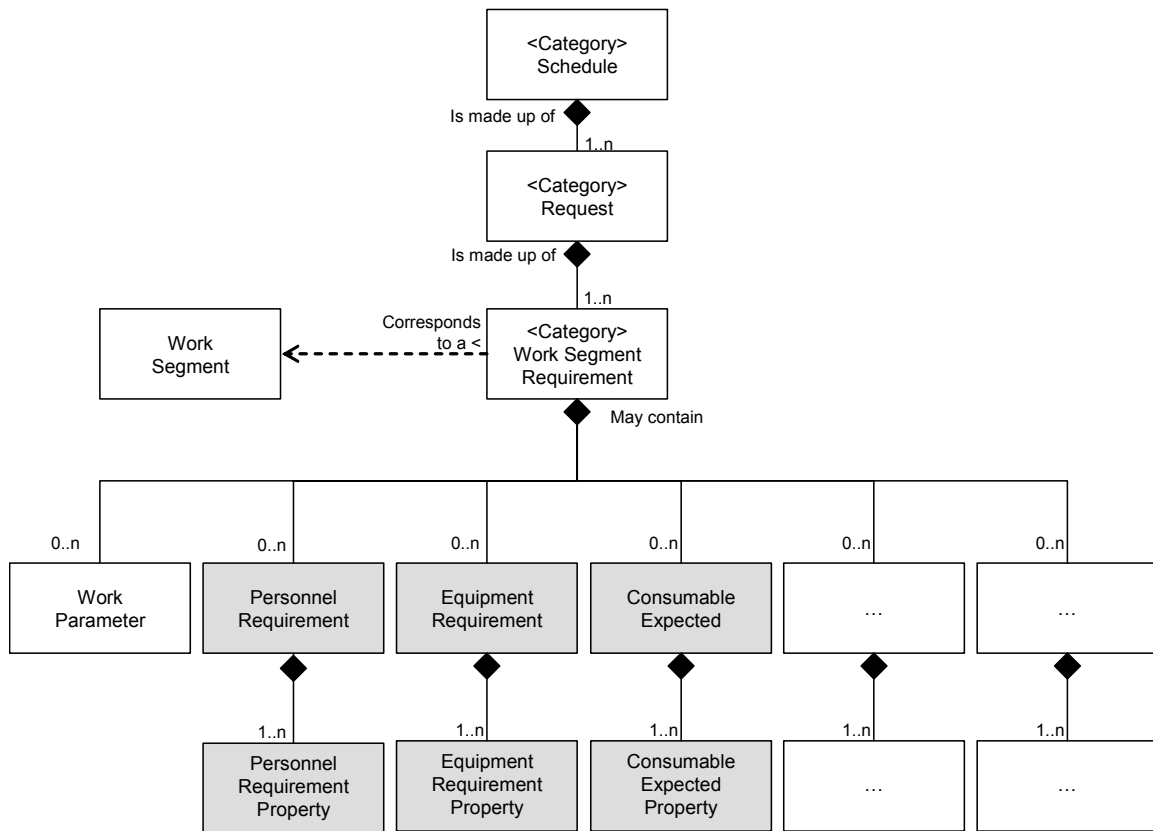 <Category>
Schedule
Is made up of
1..n
<Category>
Request
Is made up of
1..n
Corresponds
to a <
Work
Segment
<Category>
Work Segment
Requirement
May contain
0..n
0..n
0..n
0..n
0..n
0..n
Work
Parameter
Personnel
Requirement
Equipment
Requirement
Consumable
Expected
…
…
1..n
1..n
1..n
1..n
1..n
Personnel
Requirement
Property
Equipment
Requirement
Property
Consumable
Expected
Property
…
…